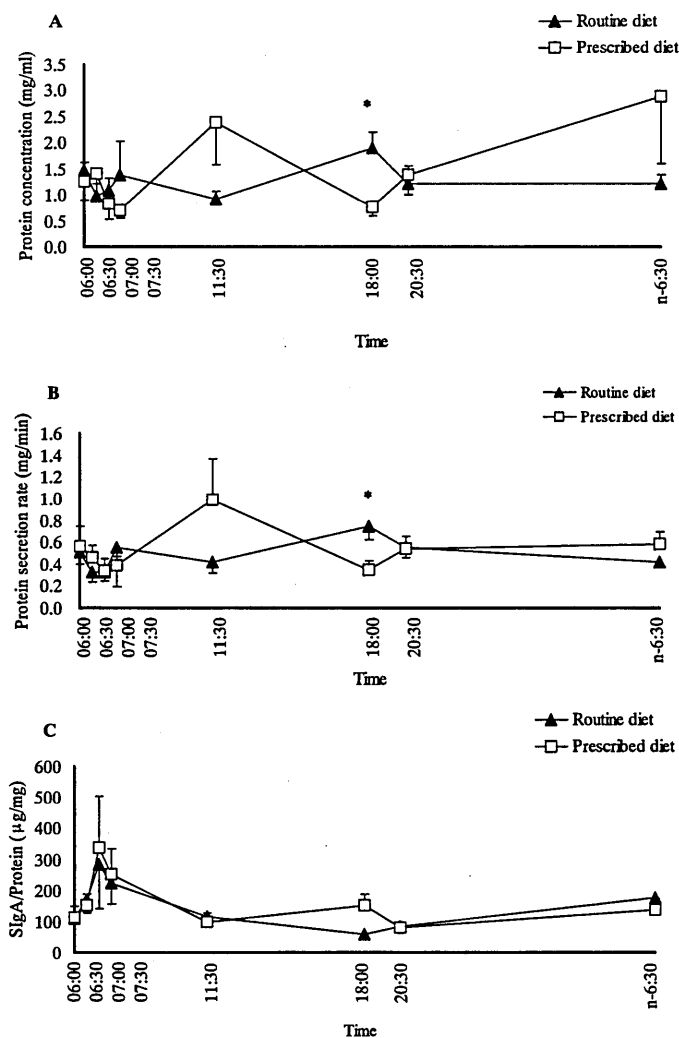 A
Routine diet
Prescribed diet
Protein concentration (mg/ml)
3.5
3.0
2.5
2.0
1.5
1.0
0.5
0.0
*
06:00
06:30
07:00
07:30
11:30
18:00
20:30
n-6:30
Time
B
Routine diet
Prescribed diet
Protein secretion rate (mg/min)
1.6
1.4
1.2
1.0
0.8
0.6
0.4
0.2
0.0
*
06:00
06:30
07:00
07:30
11:30
18:00
20:30
n-6:30
Time
C
Routine diet
Prescribed diet
SIgA/Protein (µg/mg)
600
500
400
300
200
100
0
06:00
06:30
07:00
07:30
11:30
18:00
20:30
n-6:30
Time